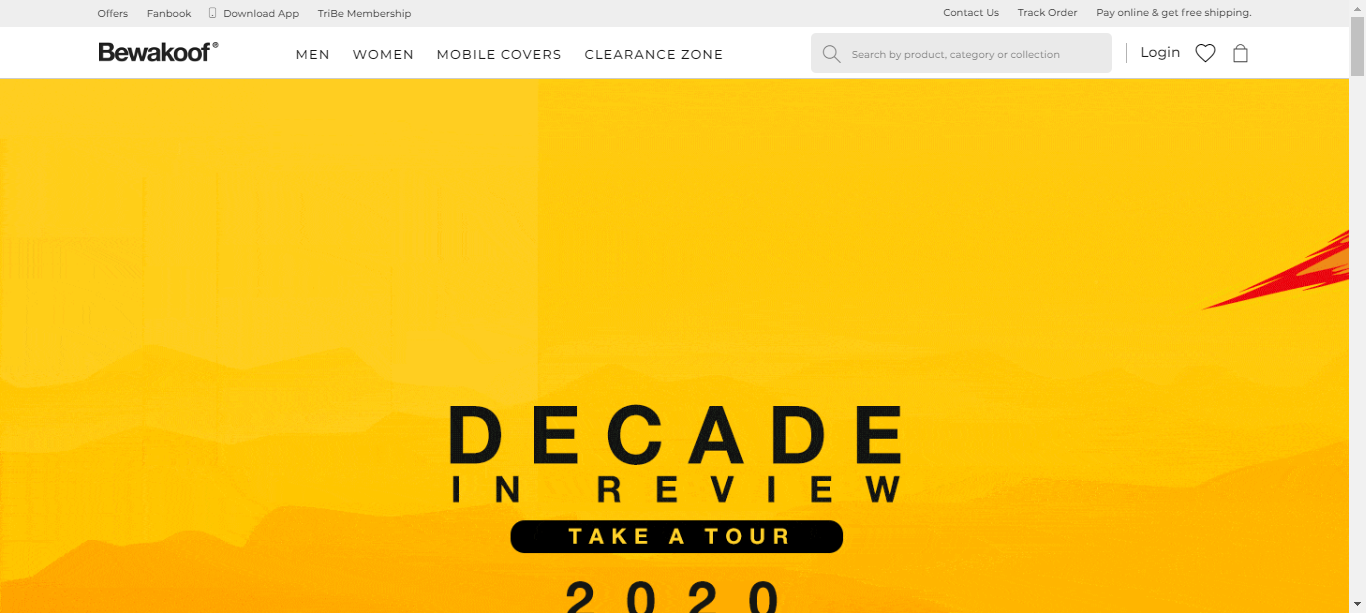 Offers Fanbook Download App TriBe Membership Contact Us Track Order Pay online & get free shipping.
Bewakoof® MEN WOMEN MOBILE COVERS CLEARANCE ZONE Search by product, category or collection Login
DECADE
IN REVIEW
TAKE A TOUR
2020